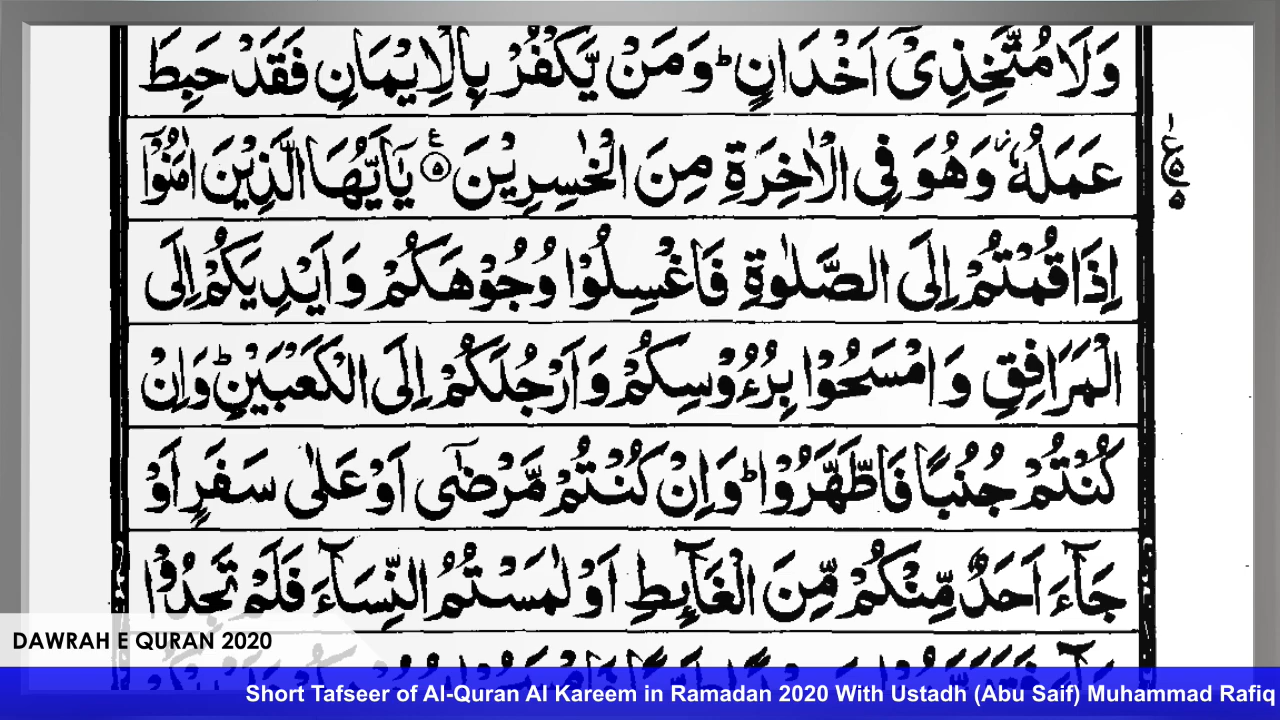 وَلَا مُتَّخِذِىْٓ اَخْدَانٍ ؕ وَمَنْ يَّكْفُرْ بِالْاِيْمَانِ فَقَدْ حَبِطَ
عَمَلُهٗ ۫ وَهُوَ فِى الْاٰخِرَةِ مِنَ الْخٰسِرِيْنَ ۵ ع يٰٓاَيُّهَا الَّذِيْنَ اٰمَنُوْٓا
اِذَا قُمْتُمْ اِلَى الصَّلٰوةِ فَاغْسِلُوْا وُجُوْهَكُمْ وَاَيْدِيَكُمْ اِلَى
الْمَرَافِقِ وَامْسَحُوْا بِرُءُوْسِكُمْ وَاَرْجُلَكُمْ اِلَى الْكَعْبَيْنِ ؕ وَاِنْ
كُنْتُمْ جُنُبًا فَاطَّهَّرُوْا ؕ وَاِنْ كُنْتُمْ مَّرْضٰٓى اَوْ عَلٰى سَفَرٍ اَوْ
جَآءَ اَحَدٌ مِّنْكُمْ مِّنَ الْغَآئِطِ اَوْ لٰمَسْتُمُ النِّسَآءَ فَلَمْ تَجِدُوْا
DAWRAH E QURAN 2020
Short Tafseer of Al-Quran Al Kareem in Ramadan 2020 With Ustadh (Abu Saif) Muhammad Rafiq